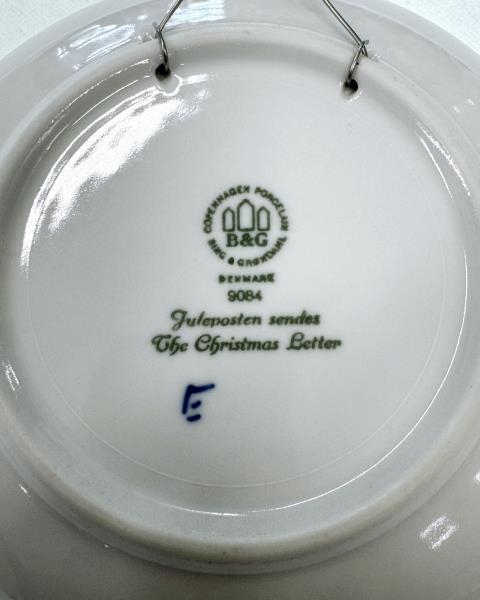 COPENHAGEN PORCELAIN
B&G
BING & GRØNDAHL
DENMARK
9084
Juleposten sendes
The Christmas Letter
E